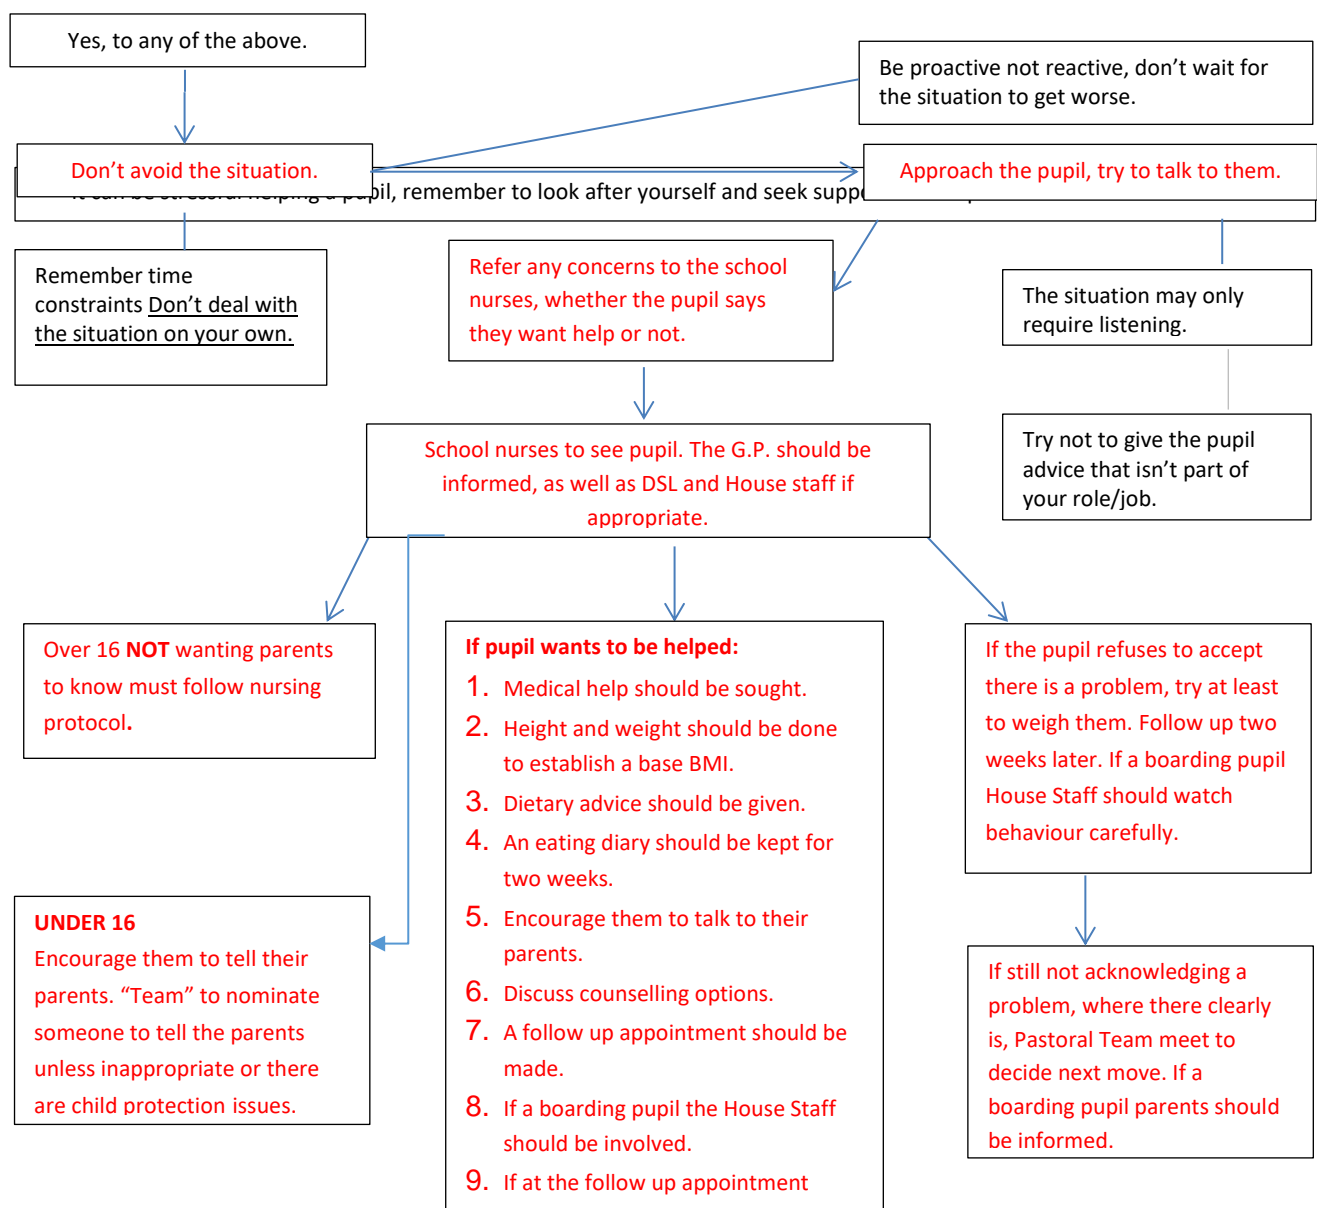 Yes, to any of the above.
Be proactive not reactive, don’t wait for
the situation to get worse.
Don’t avoid the situation.
Approach the pupil, try to talk to them.
pupil, remember to look after yourself and seek
Remember time
constraints Don’t deal with
the situation on your own.
Refer any concerns to the school
nurses, whether the pupil says
they want help or not.
The situation may only
require listening.
School nurses to see pupil. The G.P. should be
informed, as well as DSL and House staff if
appropriate.
Try not to give the pupil
advice that isn’t part of
your role/job.
Over 16 NOT wanting parents
to know must follow nursing
protocol.
If pupil wants to be helped:
1. Medical help should be sought.
2. Height and weight should be done
to establish a base BMI.
3. Dietary advice should be given.
4. An eating diary should be kept for
two weeks.
5. Encourage them to talk to their
parents.
6. Discuss counselling options.
7. A follow up appointment should be
made.
8. If a boarding pupil the House Staff
should be involved.
9. If at the follow up appointment
If the pupil refuses to accept
there is a problem, try at least
to weigh them. Follow up two
weeks later. If a boarding pupil
House Staff should watch
behaviour carefully.
UNDER 16
Encourage them to tell their
parents. “Team” to nominate
someone to tell the parents
unless inappropriate or there
are child protection issues.
If still not acknowledging a
problem, where there clearly
is, Pastoral Team meet to
decide next move. If a
boarding pupil parents should
be informed.